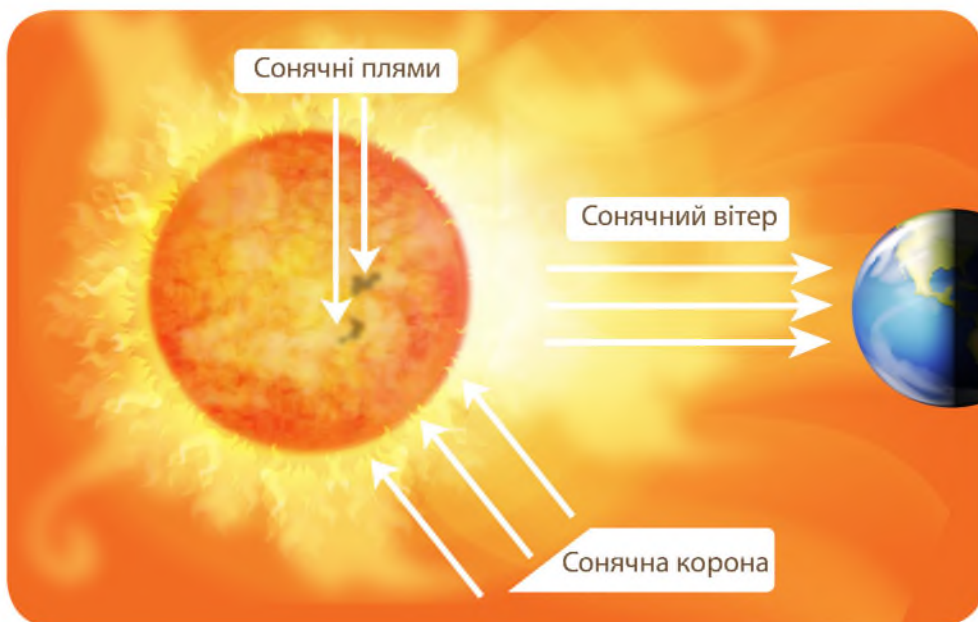 Сонячні плями
Сонячний вітер
Сонячна корона